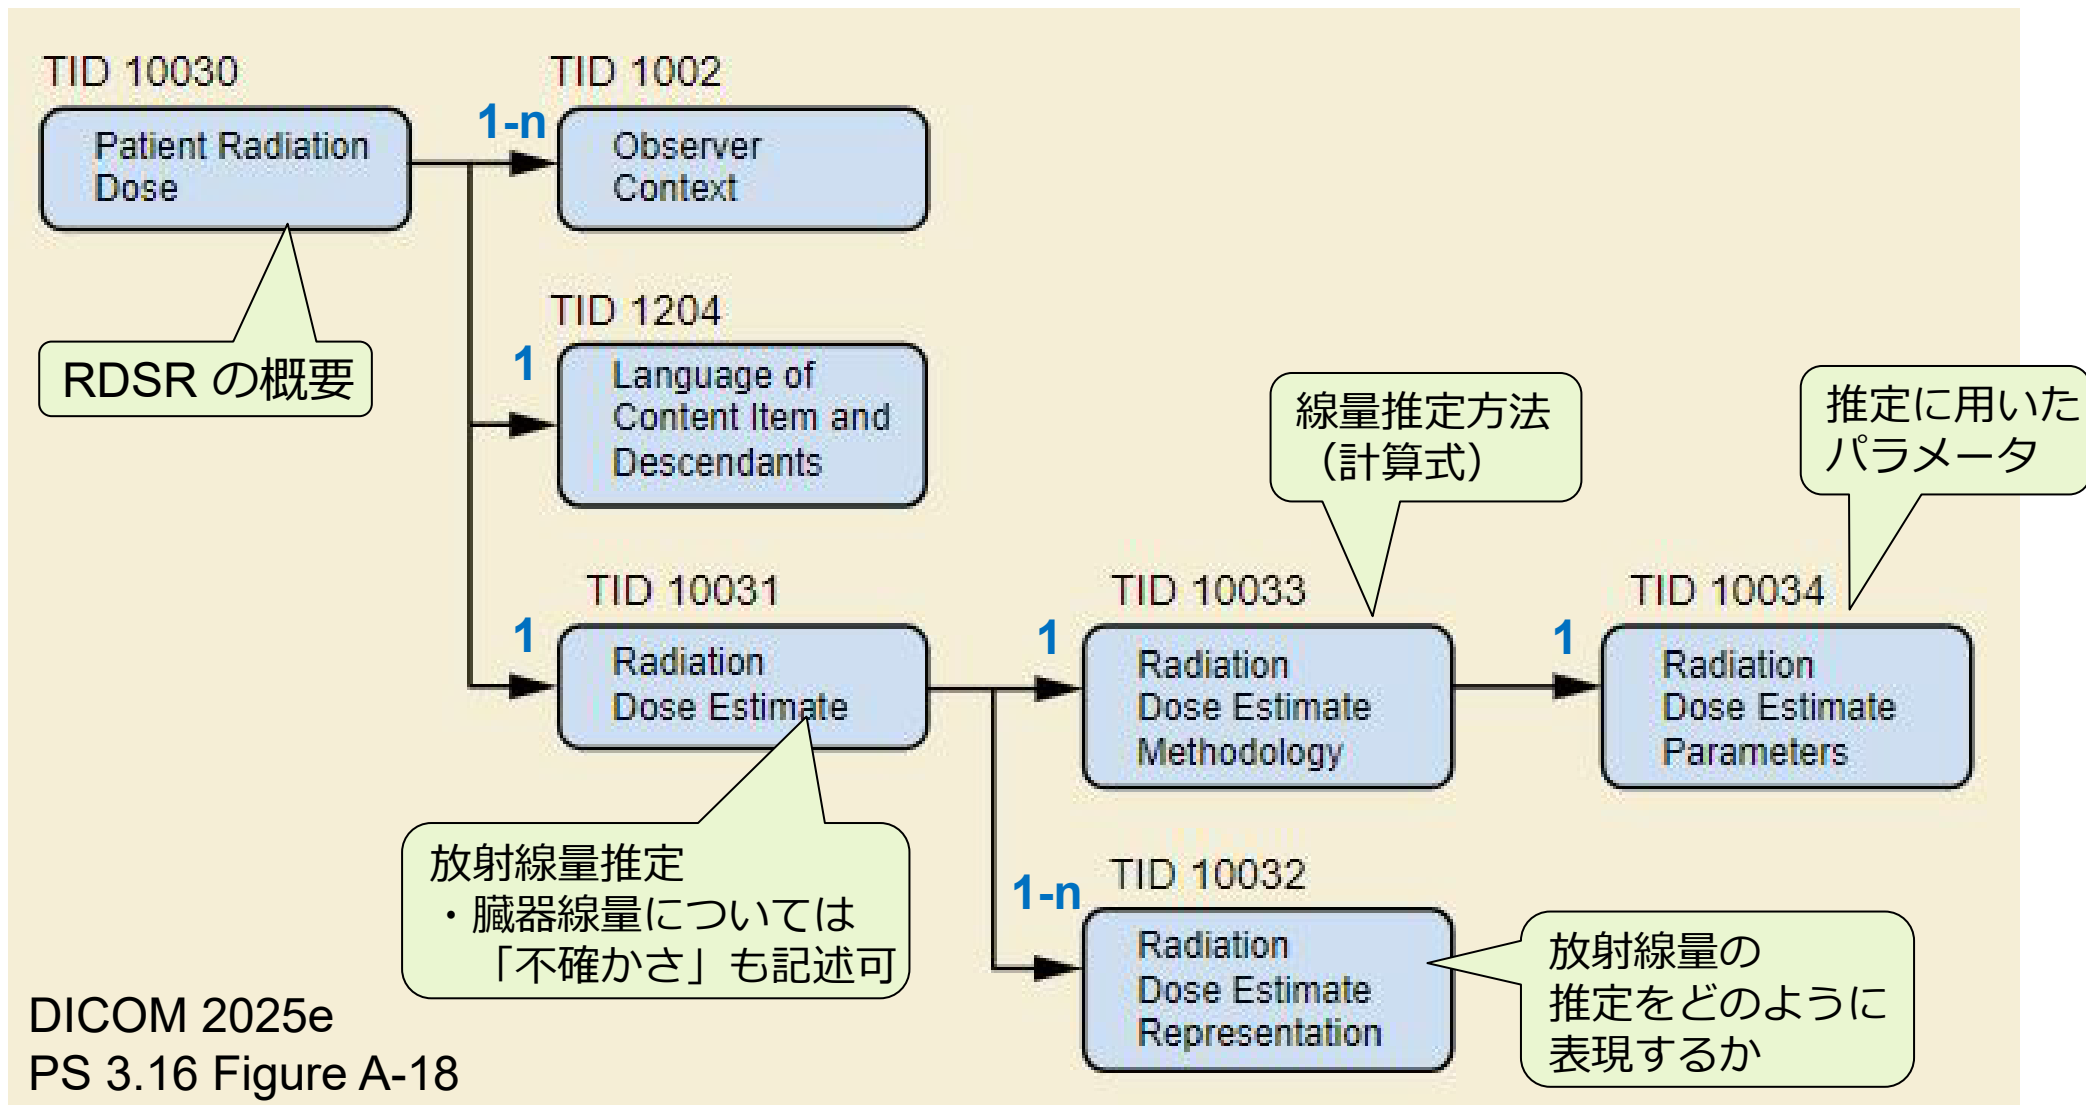 TID 10030
Patient Radiation
Dose
RDSR の概要
1-n
TID 1002
Observer
Context
1
TID 1204
Language of
Content Item and
Descendants
1
TID 10031
Radiation
Dose Estimate
放射線量推定
・臓器線量については
「不確かさ」も記述可
1
TID 10033
Radiation
Dose Estimate
Methodology
線量推定方法
（計算式）
1
TID 10034
Radiation
Dose Estimate
Parameters
推定に用いた
パラメータ
1-n
TID 10032
Radiation
Dose Estimate
Representation
放射線量の
推定をどのように
表現するか
DICOM 2025e
PS 3.16 Figure A-18